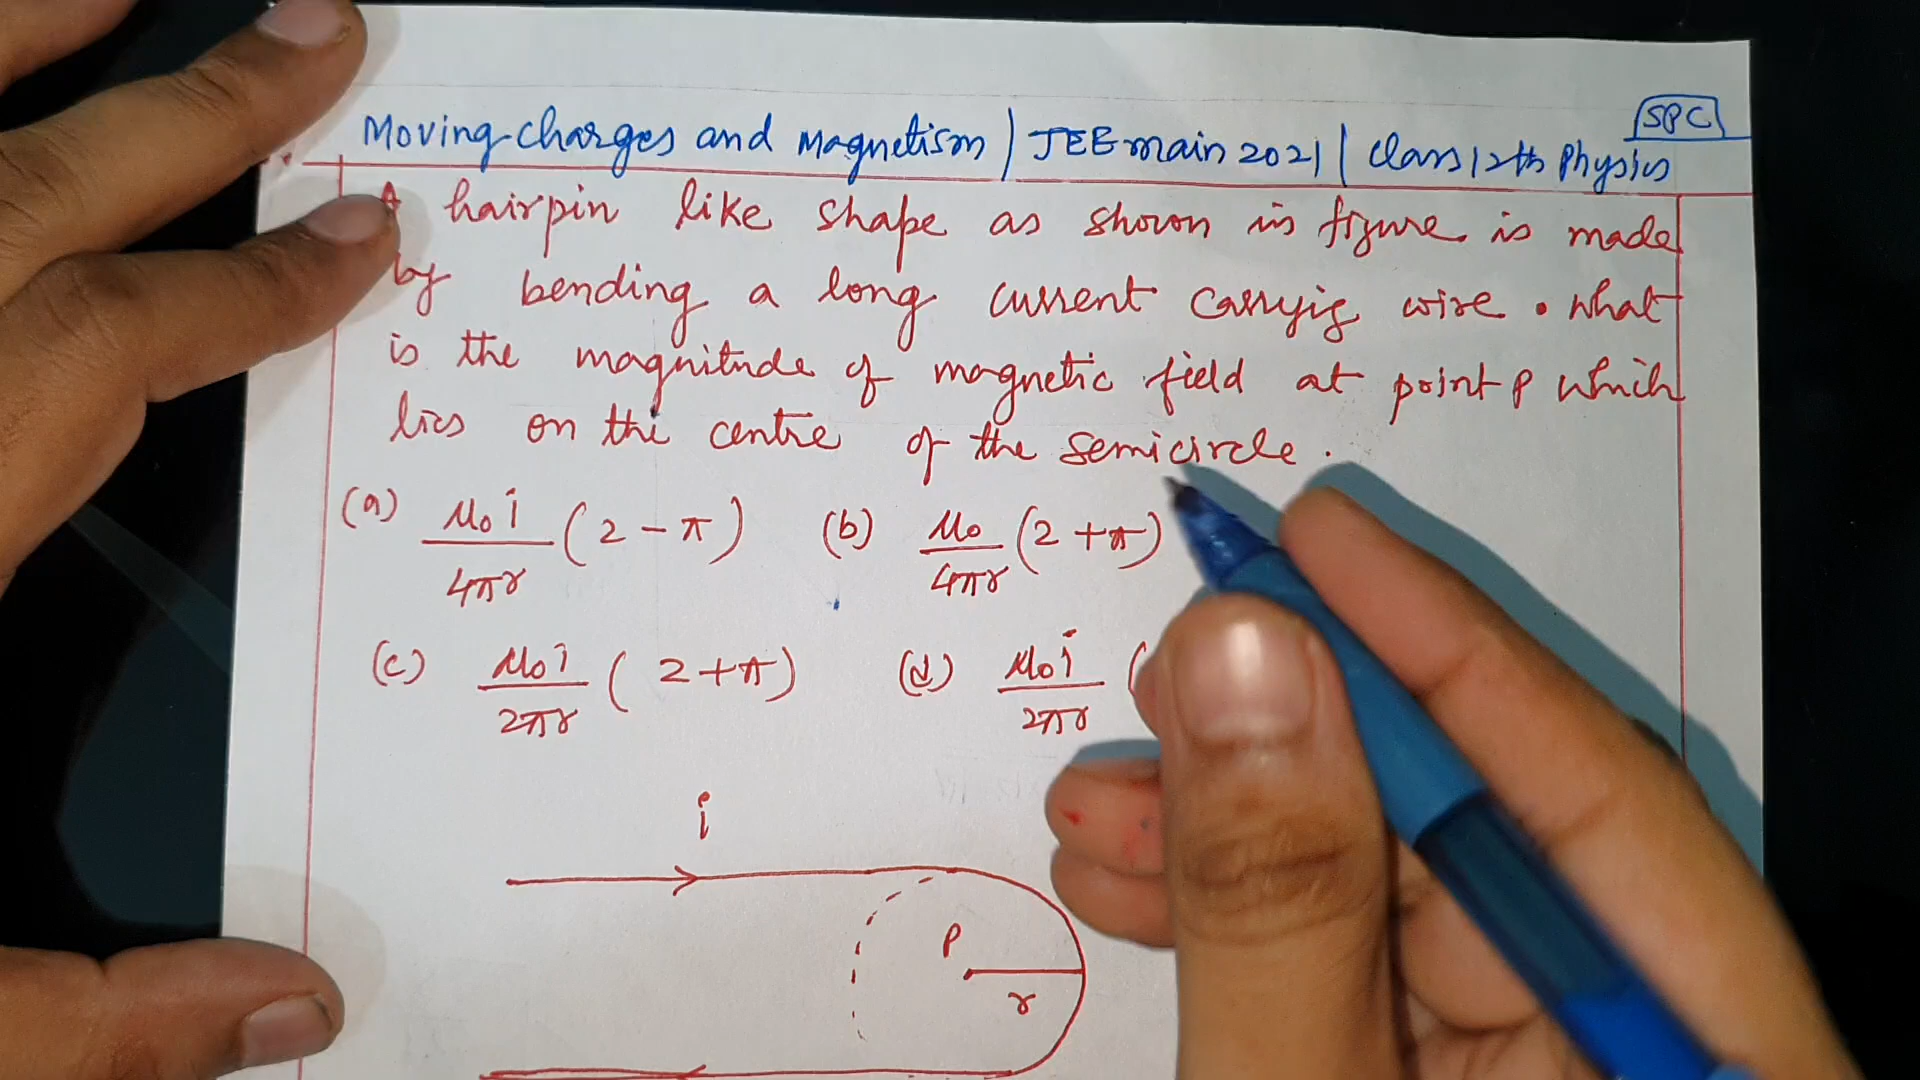 SPC
Moving charges and Magnetism | JEE main 2021 | Class 12th Physics
A hairpin like shape as shown in figure is made
by bending a long current carryig wire. what
is the magnitude of magnetic field at point P which
lies on the centre of the semicircle.
(a) μ₀i/4πr (2 - π) (b) μ₀/4πr (2 + π)
(c) μ₀i/2πr (2 + π) (d) μ₀i/2πr (
i
P
r